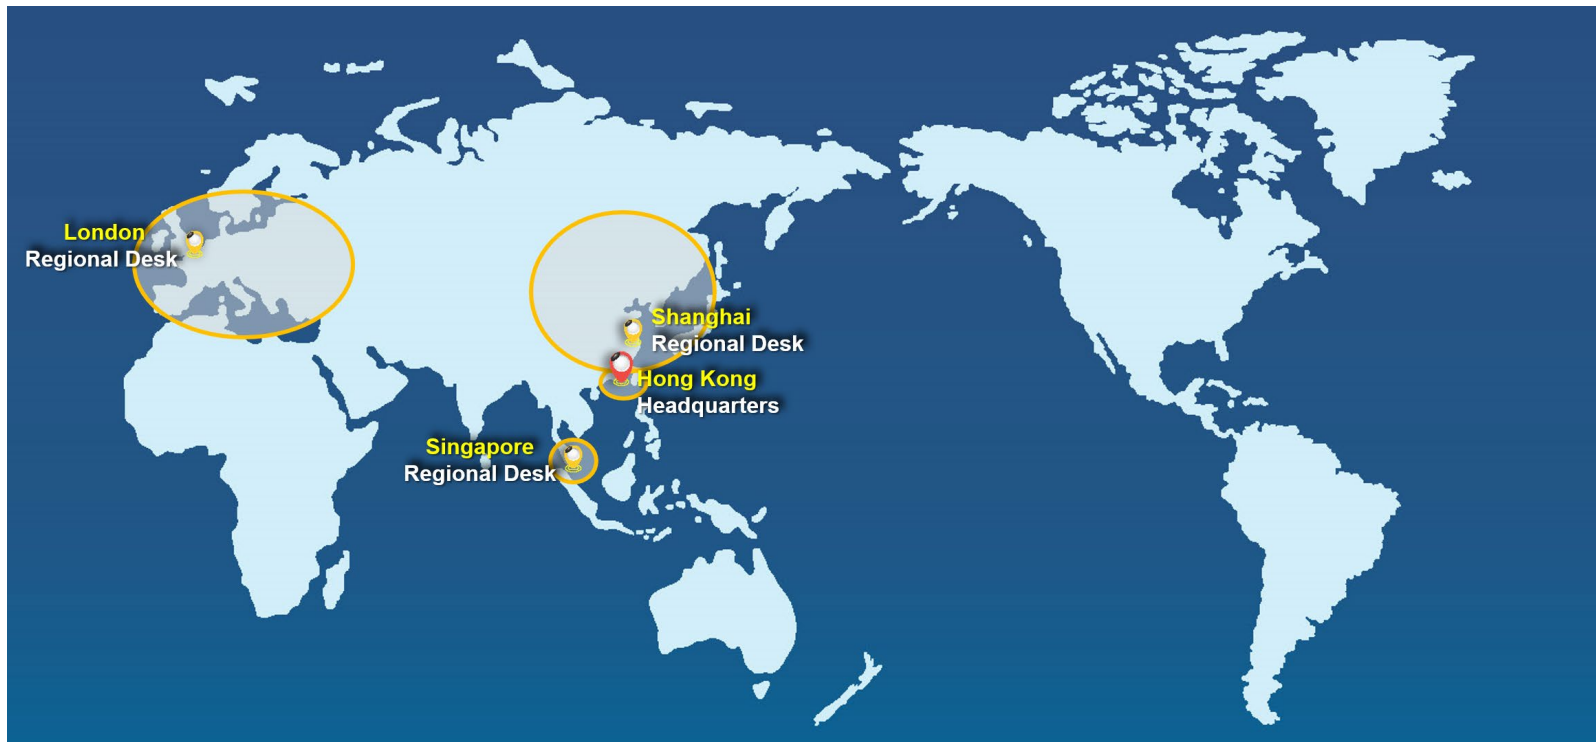 London
Regional Desk
Shanghai
Regional Desk
Hong Kong
Headquarters
Singapore
Regional Desk